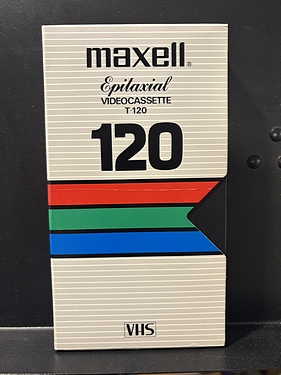 maxell®
Epitaxial
VIDEOCASSETTE
T-120
120
VHS